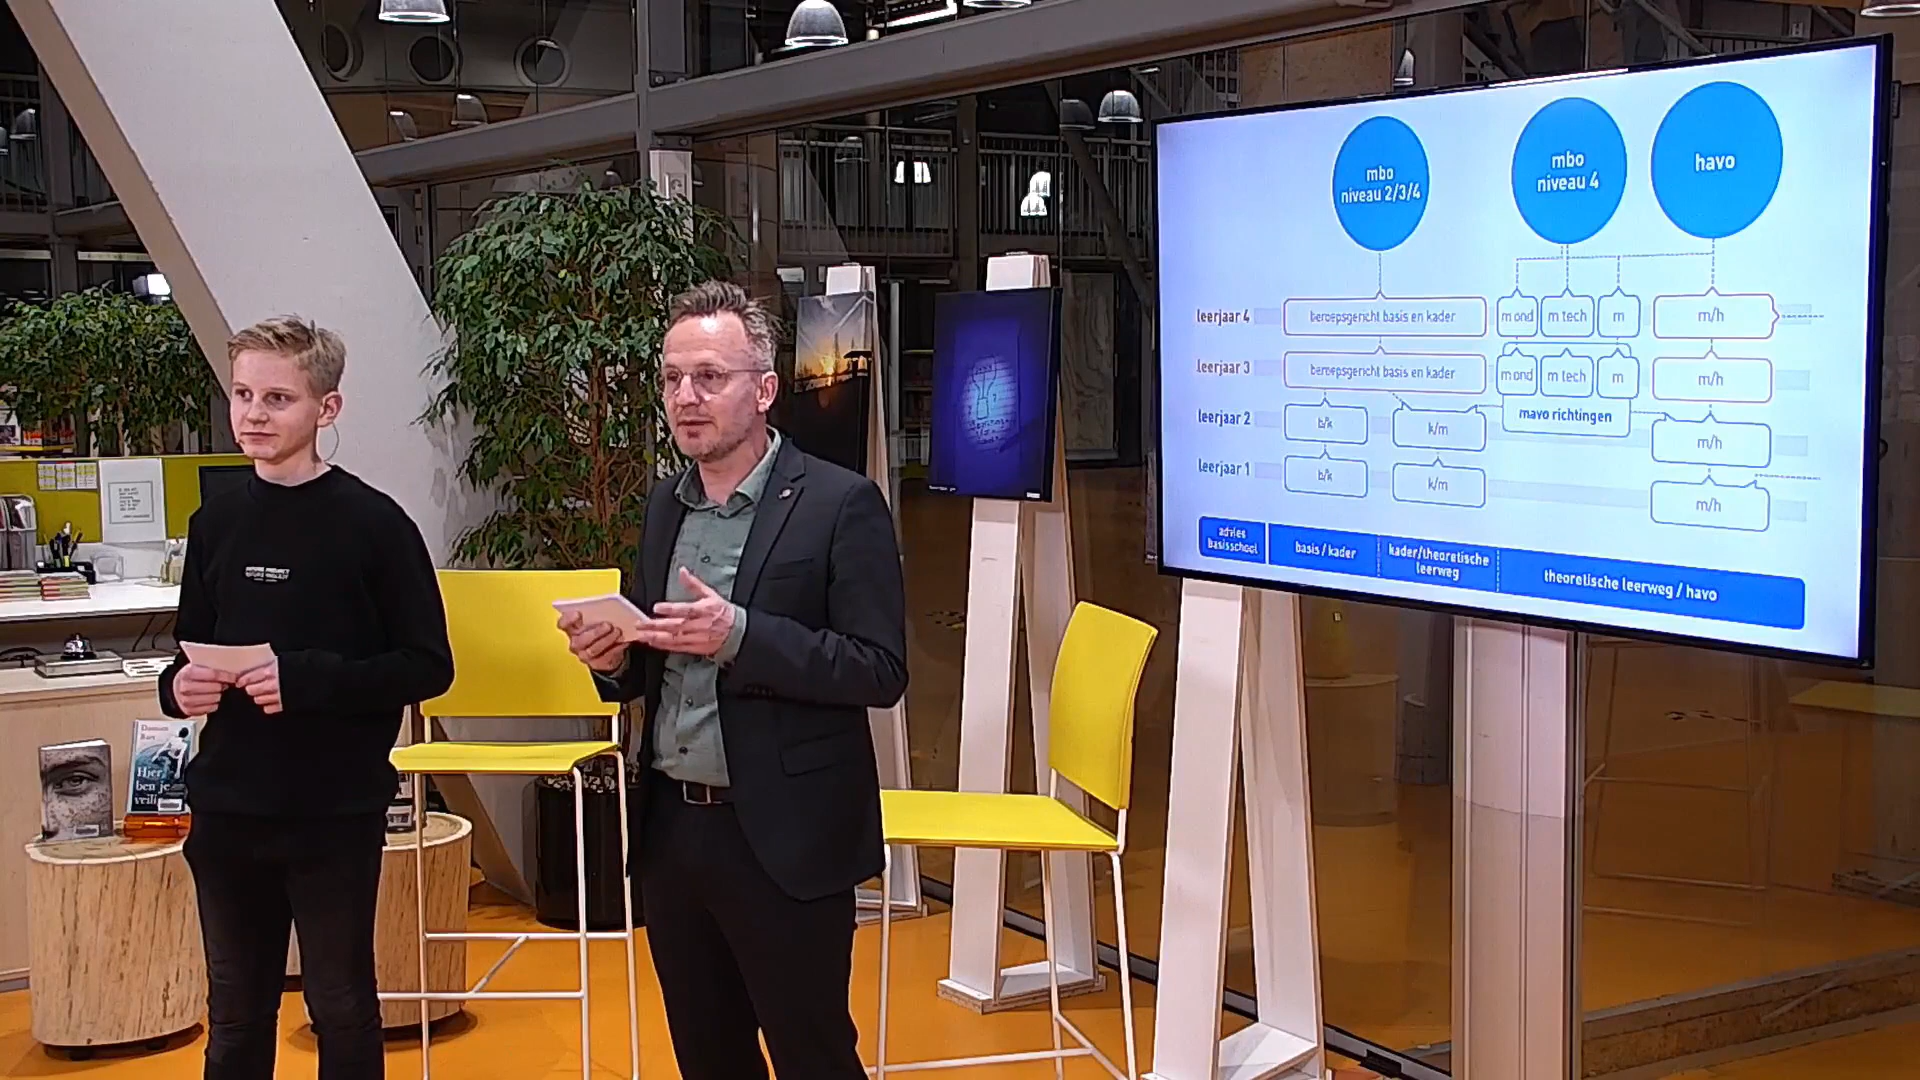 mbo
niveau 2/3/4
mbo
niveau 4
havo
leerjaar 4
beroepsgericht basis en kader
m ond
m tech
m
m/h
leerjaar 3
beroepsgericht basis en kader
m ond
m tech
m
m/h
leerjaar 2
b/k
k/m
mavo richtingen
m/h
leerjaar 1
b/k
k/m
m/h
advies
basisschool
basis / kader
kader/theoretische
leerweg
theoretische leerweg / havo
Damian
Bart
Hier
ben je